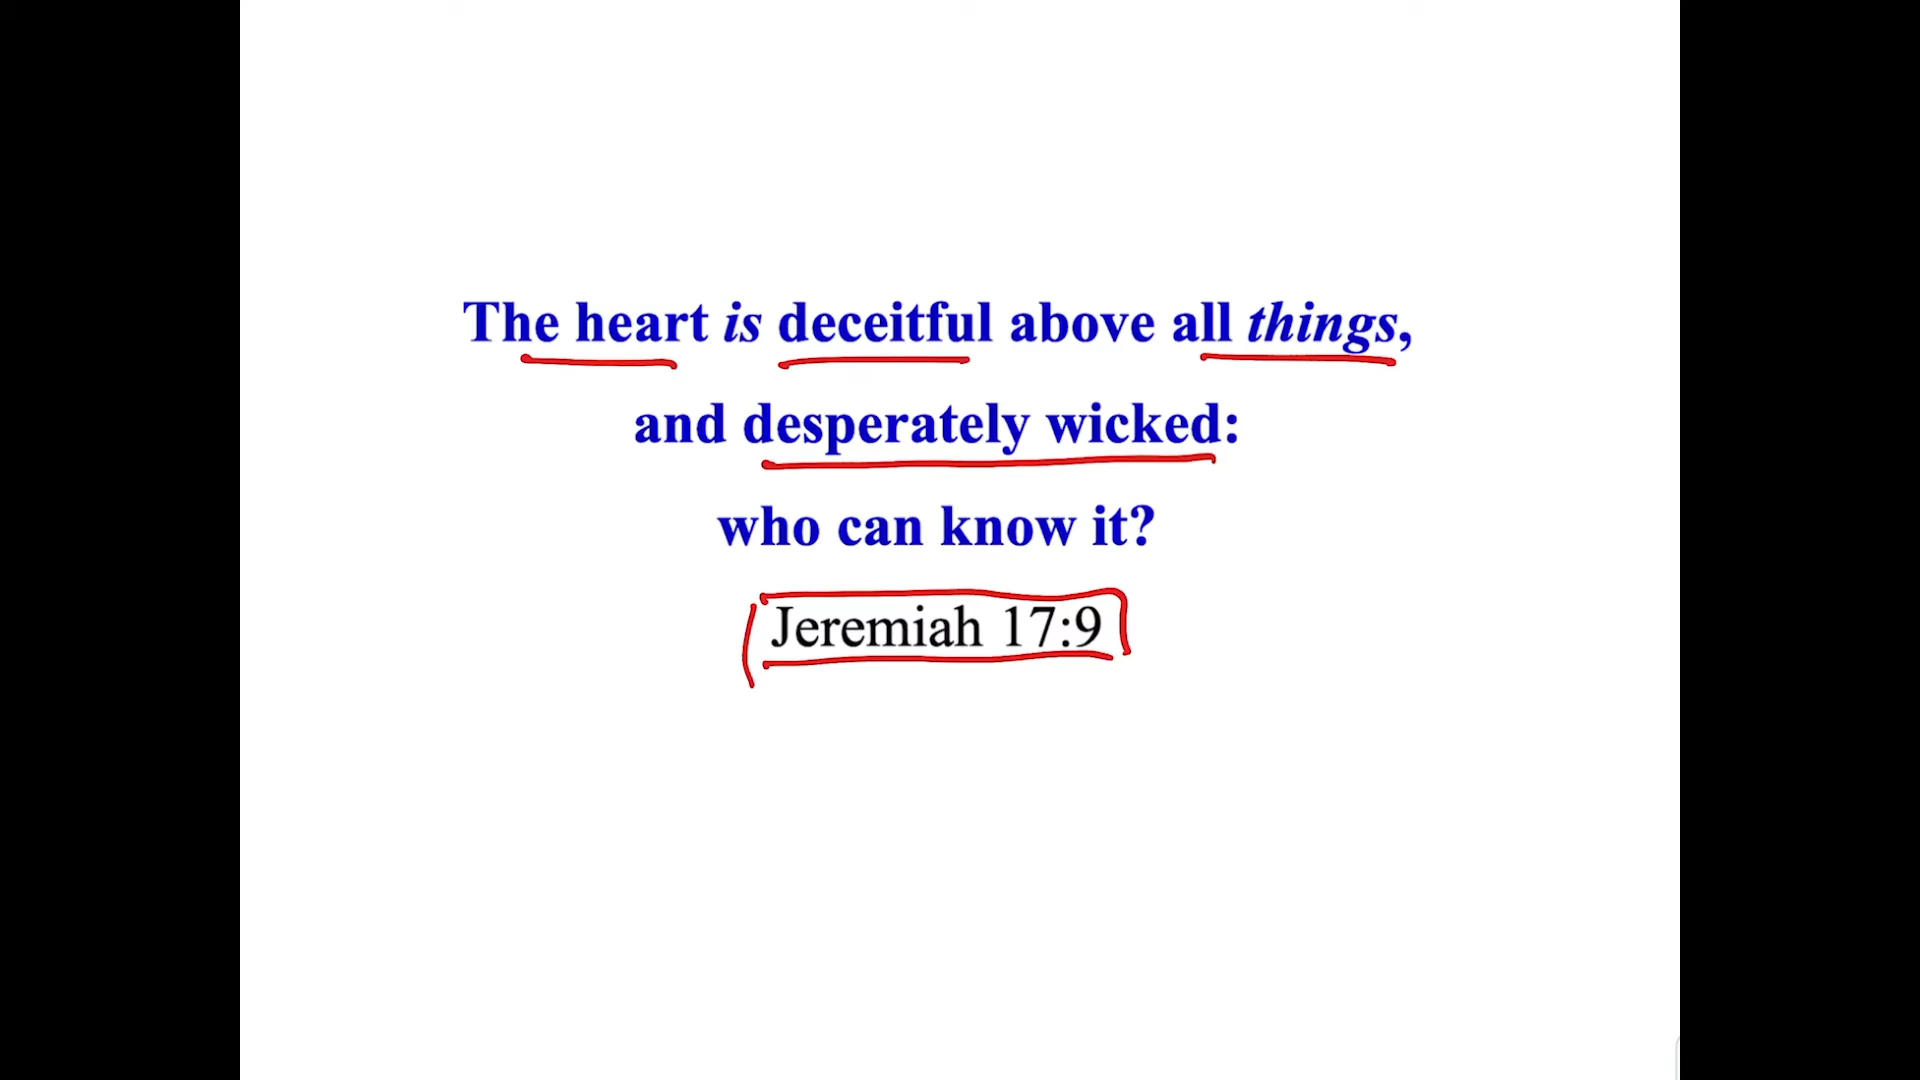 The heart is deceitful above all things,
and desperately wicked:
who can know it?
Jeremiah 17:9